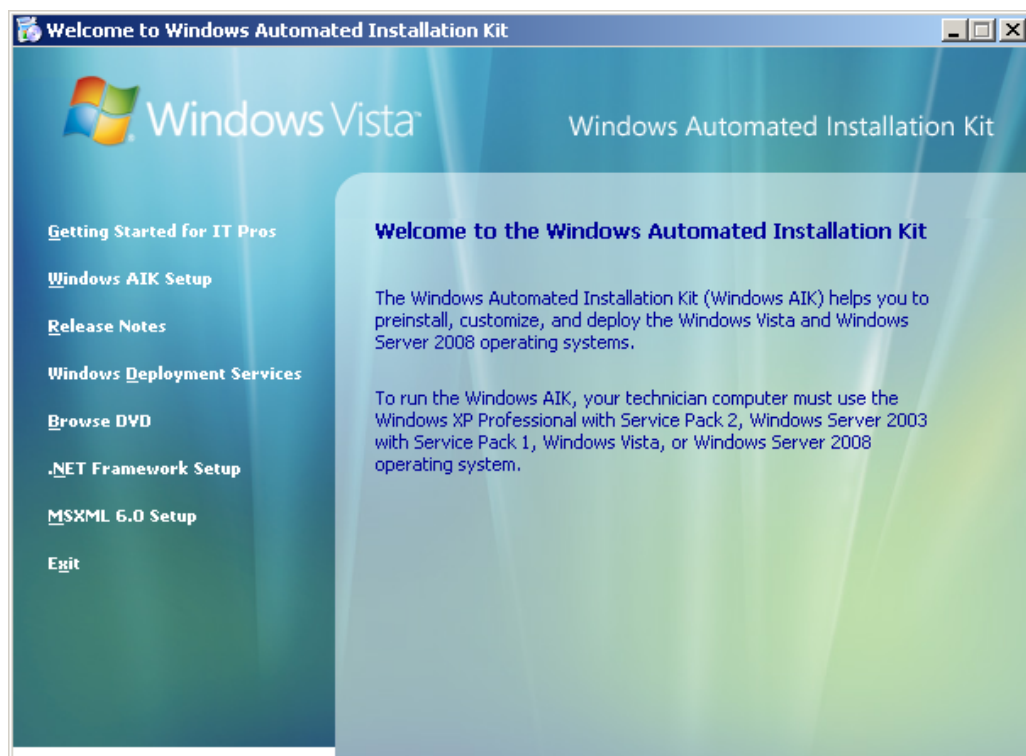 Welcome to Windows Automated Installation Kit
Windows Vista™
Windows Automated Installation Kit
Getting Started for IT Pros
Windows AIK Setup
Release Notes
Windows Deployment Services
Browse DVD
.NET Framework Setup
MSXML 6.0 Setup
Exit
Welcome to the Windows Automated Installation Kit
The Windows Automated Installation Kit (Windows AIK) helps you to
preinstall, customize, and deploy the Windows Vista and Windows
Server 2008 operating systems.
To run the Windows AIK, your technician computer must use the
Windows XP Professional with Service Pack 2, Windows Server 2003
with Service Pack 1, Windows Vista, or Windows Server 2008
operating system.